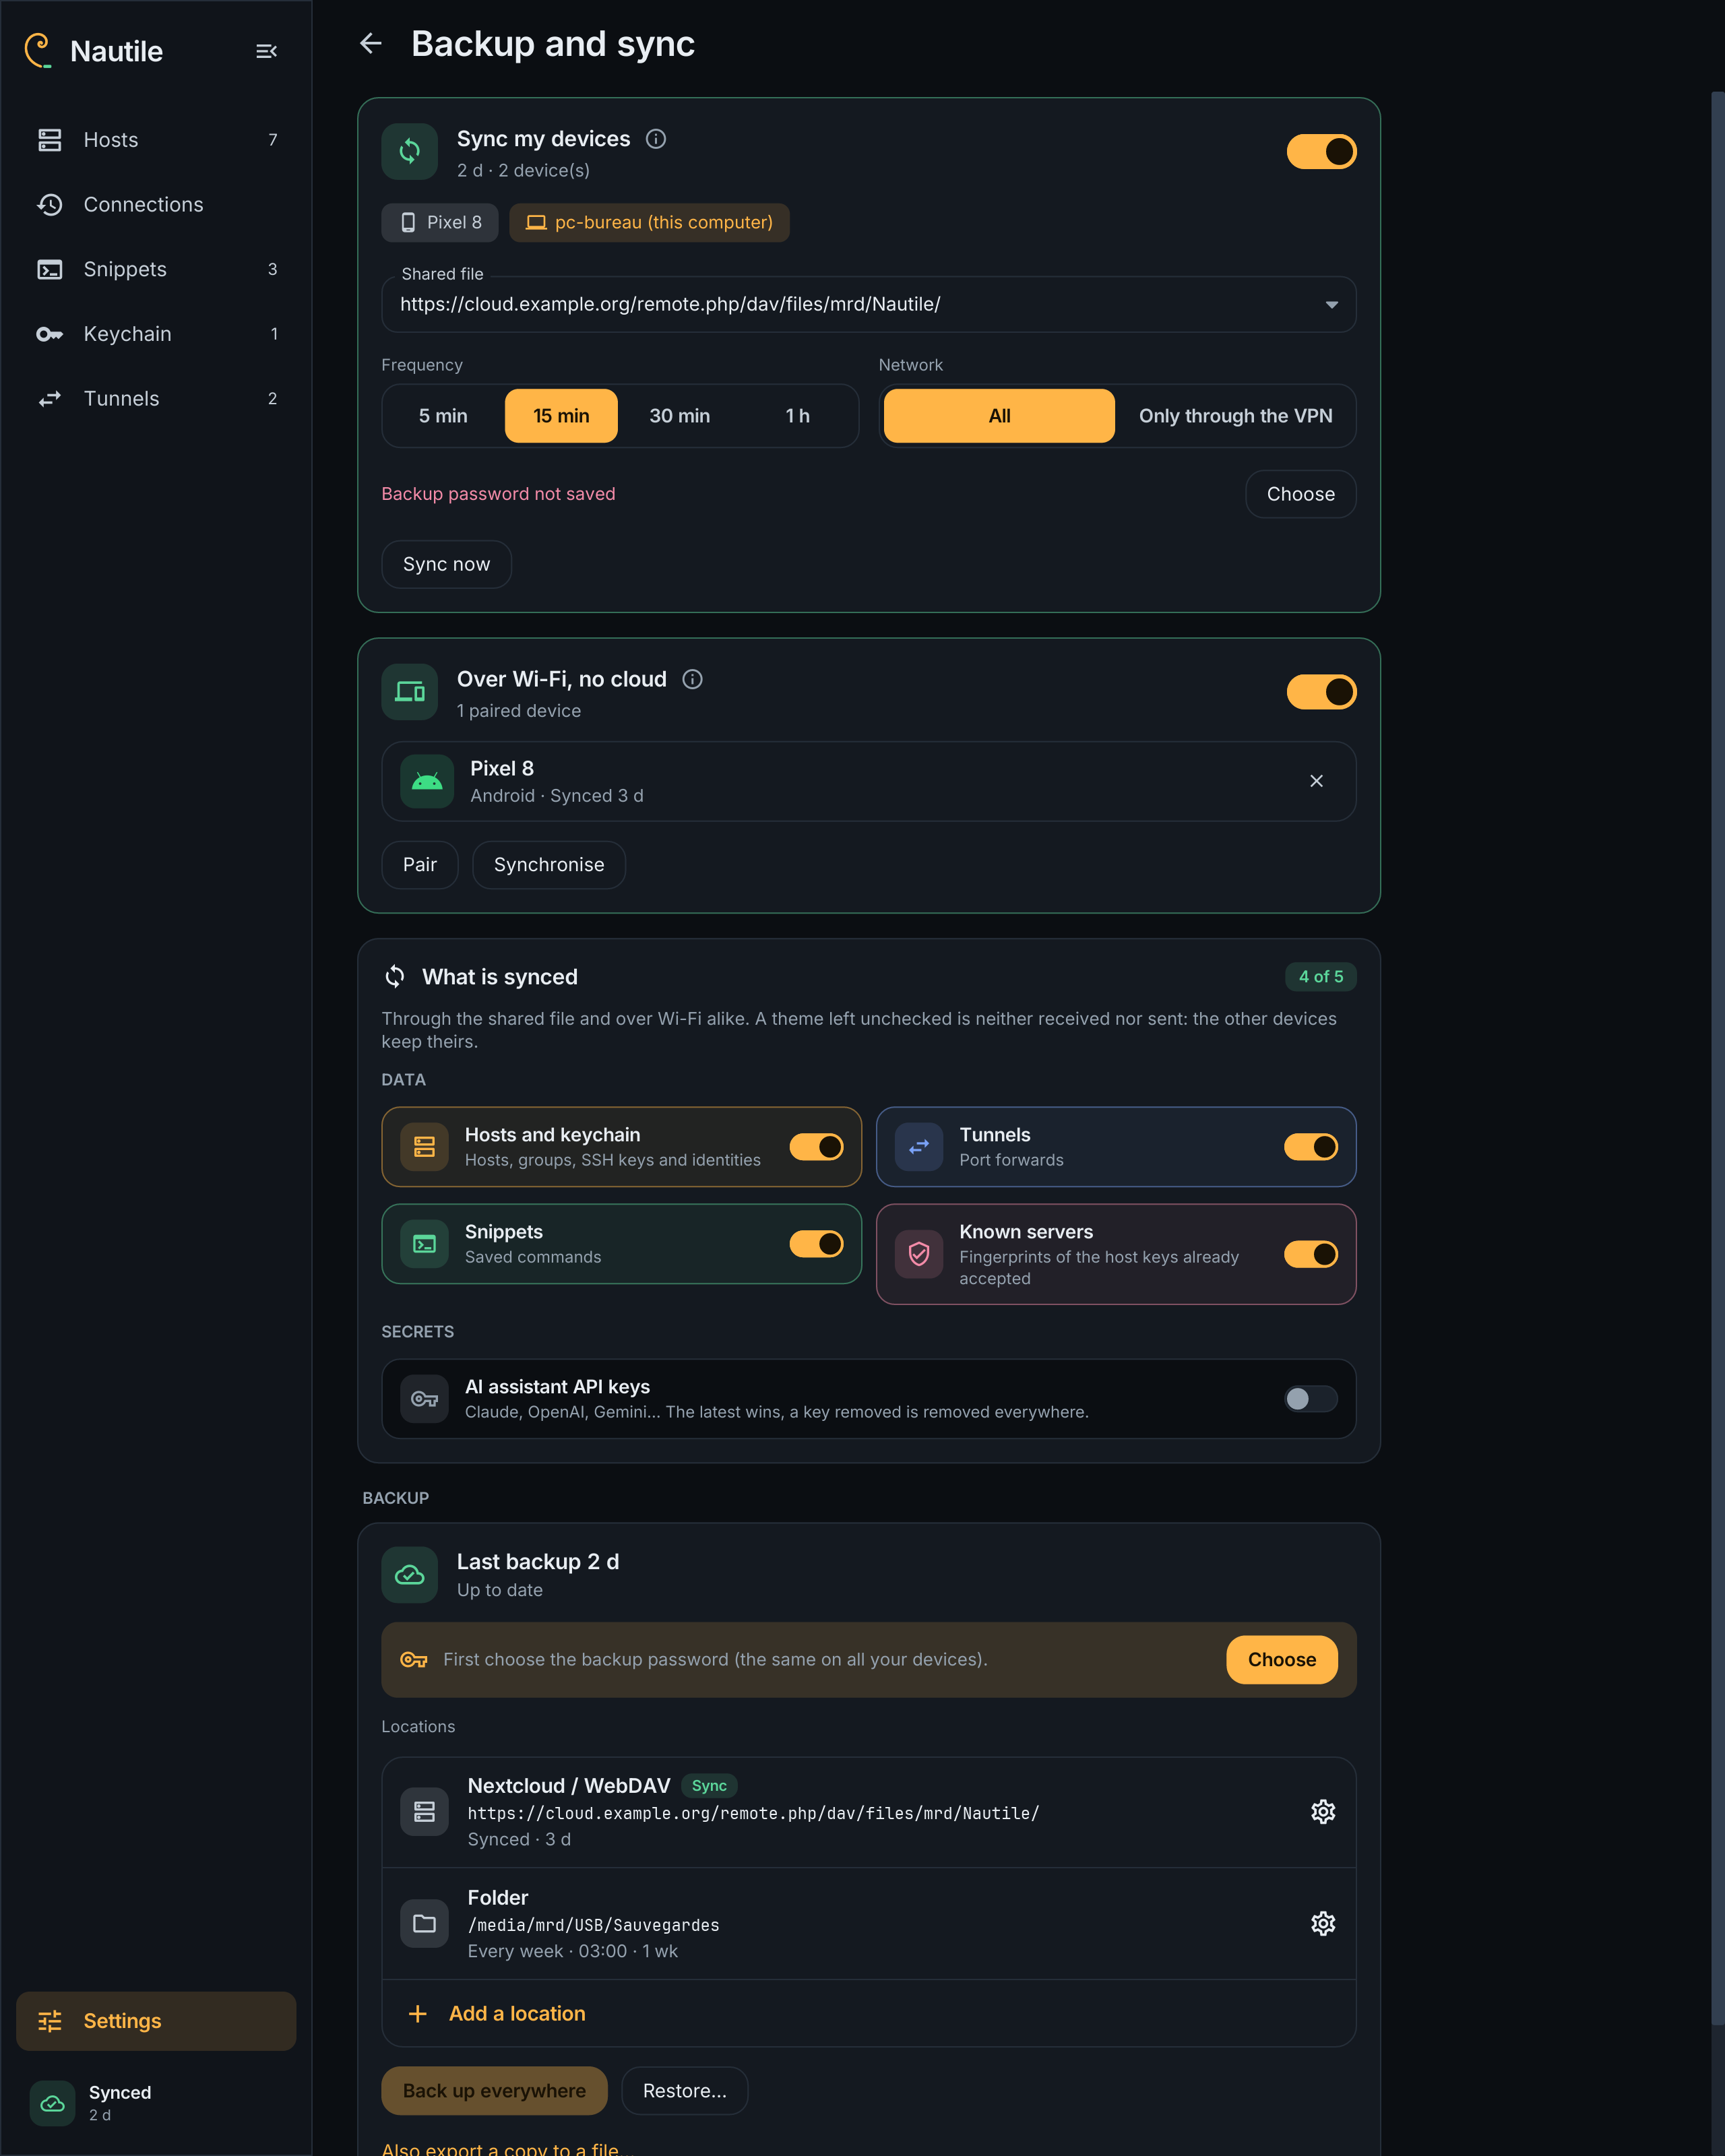 Nautile
Hosts 7
Connections
Snippets 3
Keychain 1
Tunnels 2
Settings
Synced
2 d
Backup and sync
Sync my devices
2 d · 2 device(s)
Pixel 8
pc-bureau (this computer)
Shared file
https://cloud.example.org/remote.php/dav/files/mrd/Nautile/
Frequency
5 min 15 min 30 min 1 h
Network
All Only through the VPN
Backup password not saved
Choose
Sync now
Over Wi-Fi, no cloud
1 paired device
Pixel 8
Android · Synced 3 d
Pair
Synchronise
What is synced
4 of 5
Through the shared file and over Wi-Fi alike. A theme left unchecked is neither received nor sent: the other devices
keep theirs.
DATA
Hosts and keychain
Hosts, groups, SSH keys and identities
Tunnels
Port forwards
Snippets
Saved commands
Known servers
Fingerprints of the host keys already
accepted
SECRETS
AI assistant API keys
Claude, OpenAI, Gemini... The latest wins, a key removed is removed everywhere.
BACKUP
Last backup 2 d
Up to date
First choose the backup password (the same on all your devices).
Choose
Locations
Nextcloud / WebDAV Sync
https://cloud.example.org/remote.php/dav/files/mrd/Nautile/
Synced · 3 d
Folder
/media/mrd/USB/Sauvegardes
Every week · 03:00 · 1 wk
Add a location
Back up everywhere
Restore...
Also export a copy to a file...